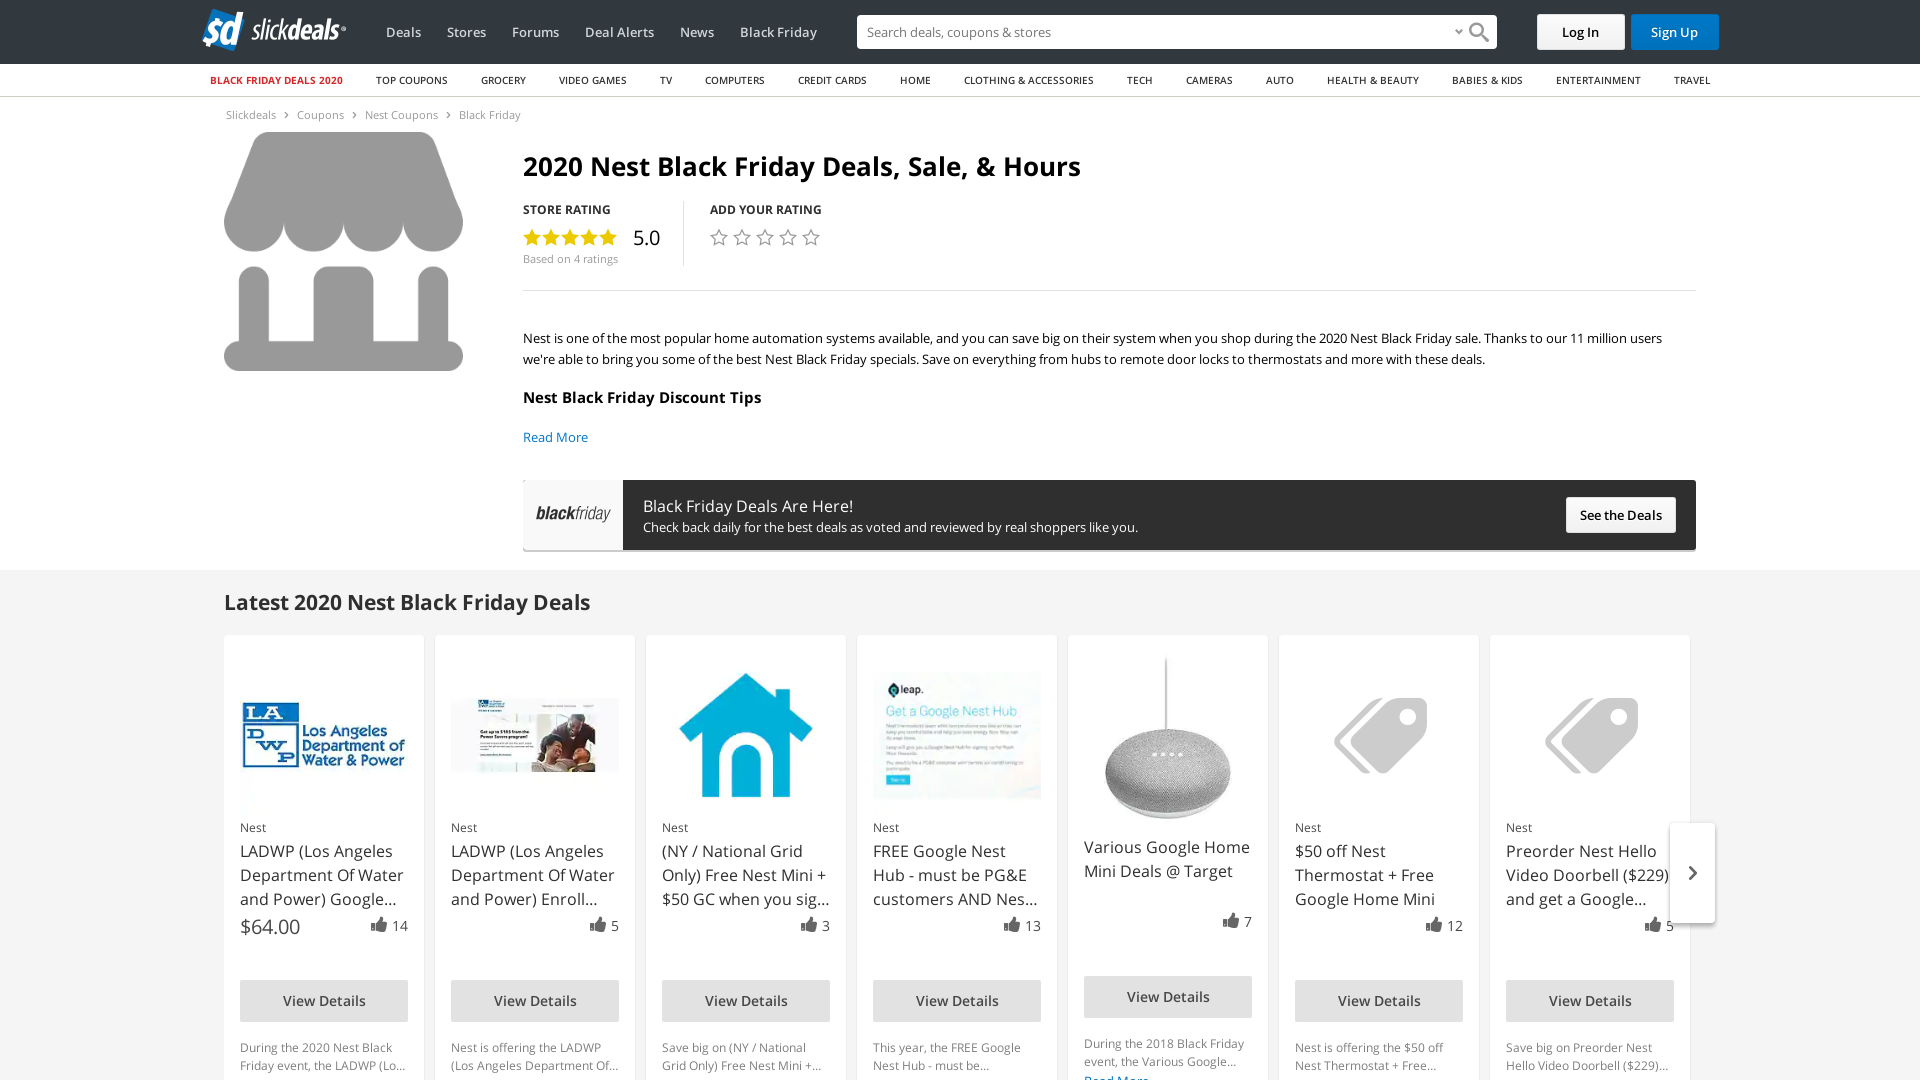 sd slickdeals
Deals
Stores
Forums
Deal Alerts
News
Black Friday
Search deals, coupons & stores
Log In
Sign Up
BLACK FRIDAY DEALS 2020
TOP COUPONS
GROCERY
VIDEO GAMES
TV
COMPUTERS
CREDIT CARDS
HOME
CLOTHING & ACCESSORIES
TECH
CAMERAS
AUTO
HEALTH & BEAUTY
BABIES & KIDS
ENTERTAINMENT
TRAVEL
Slickdeals > Coupons > Nest Coupons > Black Friday
2020 Nest Black Friday Deals, Sale, & Hours
STORE RATING
5.0
Based on 4 ratings
ADD YOUR RATING
Nest is one of the most popular home automation systems available, and you can save big on their system when you shop during the 2020 Nest Black Friday sale. Thanks to our 11 million users
we're able to bring you some of the best Nest Black Friday specials. Save on everything from hubs to remote door locks to thermostats and more with these deals.
Nest Black Friday Discount Tips
Read More
blackfriday
Black Friday Deals Are Here!
Check back daily for the best deals as voted and reviewed by real shoppers like you.
See the Deals
Latest 2020 Nest Black Friday Deals
LA
DWP
Los Angeles
Department of
Water & Power
Nest
LADWP (Los Angeles
Department Of Water
and Power) Google...
$64.00
14
View Details
During the 2020 Nest Black
Friday event, the LADWP (Lo...
Nest
LADWP (Los Angeles
Department Of Water
and Power) Enroll...
5
View Details
Nest is offering the LADWP
(Los Angeles Department Of...
Nest
(NY / National Grid
Only) Free Nest Mini +
$50 GC when you sig...
3
View Details
Save big on (NY / National
Grid Only) Free Nest Mini +...
leap.
Get a Google Nest Hub
Nest
FREE Google Nest
Hub - must be PG&E
customers AND Nes...
13
View Details
This year, the FREE Google
Nest Hub - must be...
Various Google Home
Mini Deals @ Target
7
View Details
During the 2018 Black Friday
event, the Various Google...
Read More
Nest
$50 off Nest
Thermostat + Free
Google Home Mini
12
View Details
Nest is offering the $50 off
Nest Thermostat + Free...
Nest
Preorder Nest Hello
Video Doorbell ($229)
and get a Google...
5
View Details
Save big on Preorder Nest
Hello Video Doorbell ($229)...